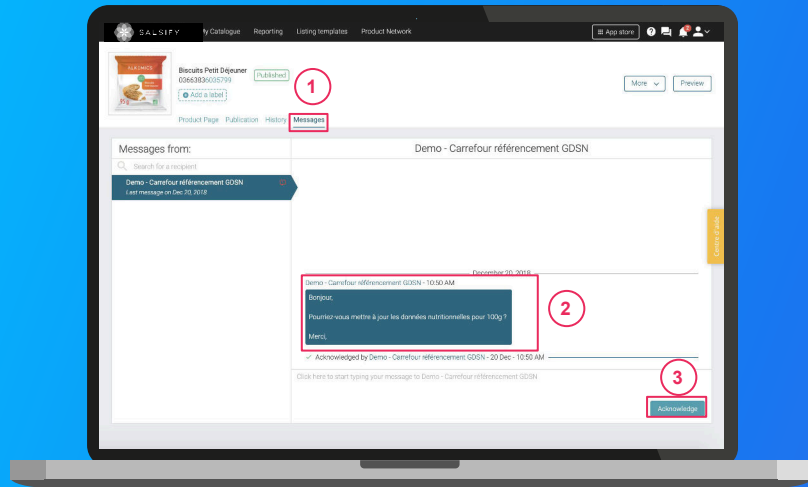 SALSIFY
My Catalogue Reporting Listing templates Product Network App store
Biscuits Petit Déjeuner
Published
Add a label
Product Page Publication History Messages
More Preview
1
Messages from:
Demo - Carrefour référencement GDSN
Search for a recipient
Demo - Carrefour référencement GDSN
Last message on Dec 20, 2018
Centre d'aide
December 20, 2018
Demo - Carrefour référencement GDSN - 10:50 AM
Bonjour,
Pourriez-vous mettre à jour les données nutritionnelles pour 100g ?
Merci,
2
Acknowledged by Demo - Carrefour référencement GDSN - 20 Dec - 10:50 AM
Click here to start typing your message to Demo - Carrefour référencement GDSN
3
Acknowledge